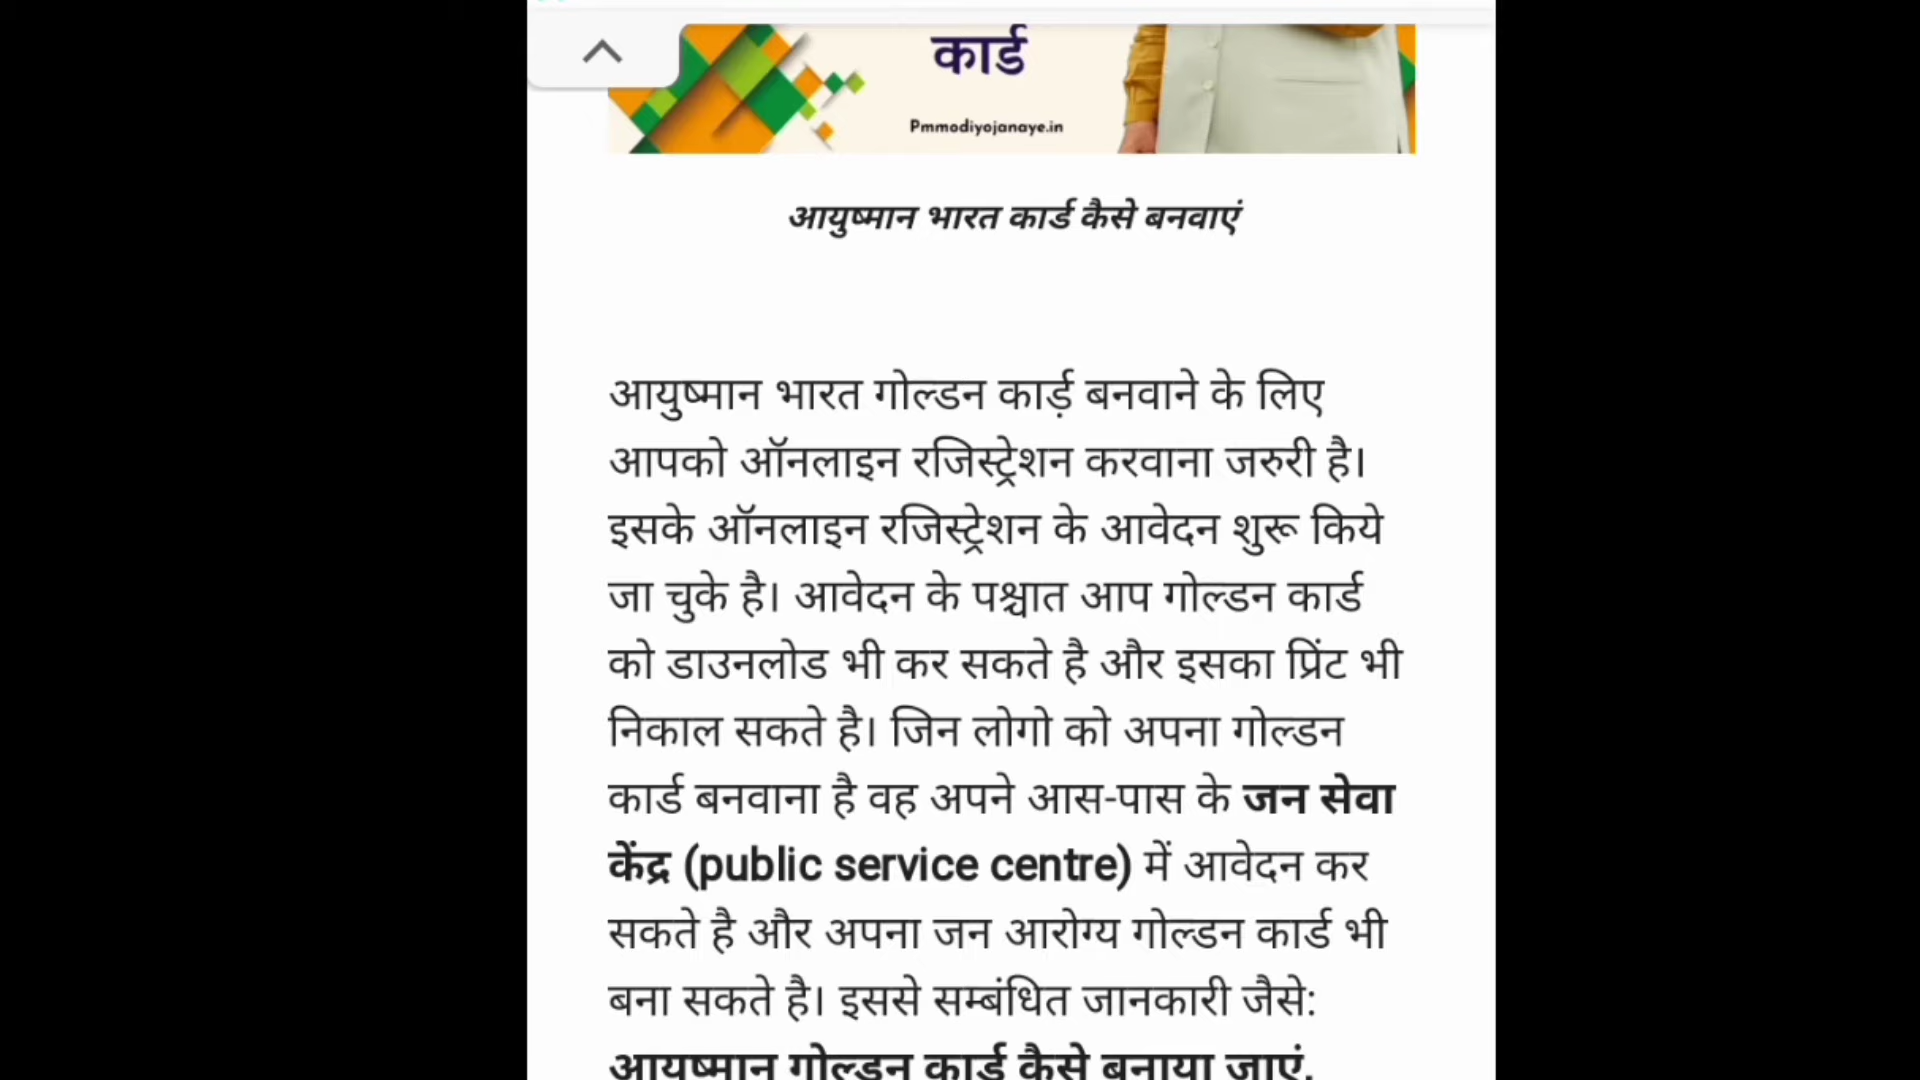 कार्ड
Pmmodiyojanaye.in
आयुष्मान भारत कार्ड कैसे बनवाएं
आयुष्मान भारत गोल्डन कार्ड़ बनवाने के लिए
आपको ऑनलाइन रजिस्ट्रेशन करवाना जरुरी है।
इसके ऑनलाइन रजिस्ट्रेशन के आवेदन शुरू किये
जा चुके है। आवेदन के पश्चात आप गोल्डन कार्ड
को डाउनलोड भी कर सकते है और इसका प्रिंट भी
निकाल सकते है। जिन लोगो को अपना गोल्डन
कार्ड बनवाना है वह अपने आस-पास के जन सेवा
केंद्र (public service centre) में आवेदन कर
सकते है और अपना जन आरोग्य गोल्डन कार्ड भी
बना सकते है। इससे सम्बंधित जानकारी जैसे:
आयुष्मान गोल्डन कार्ड कैसे बनाया जाएं,